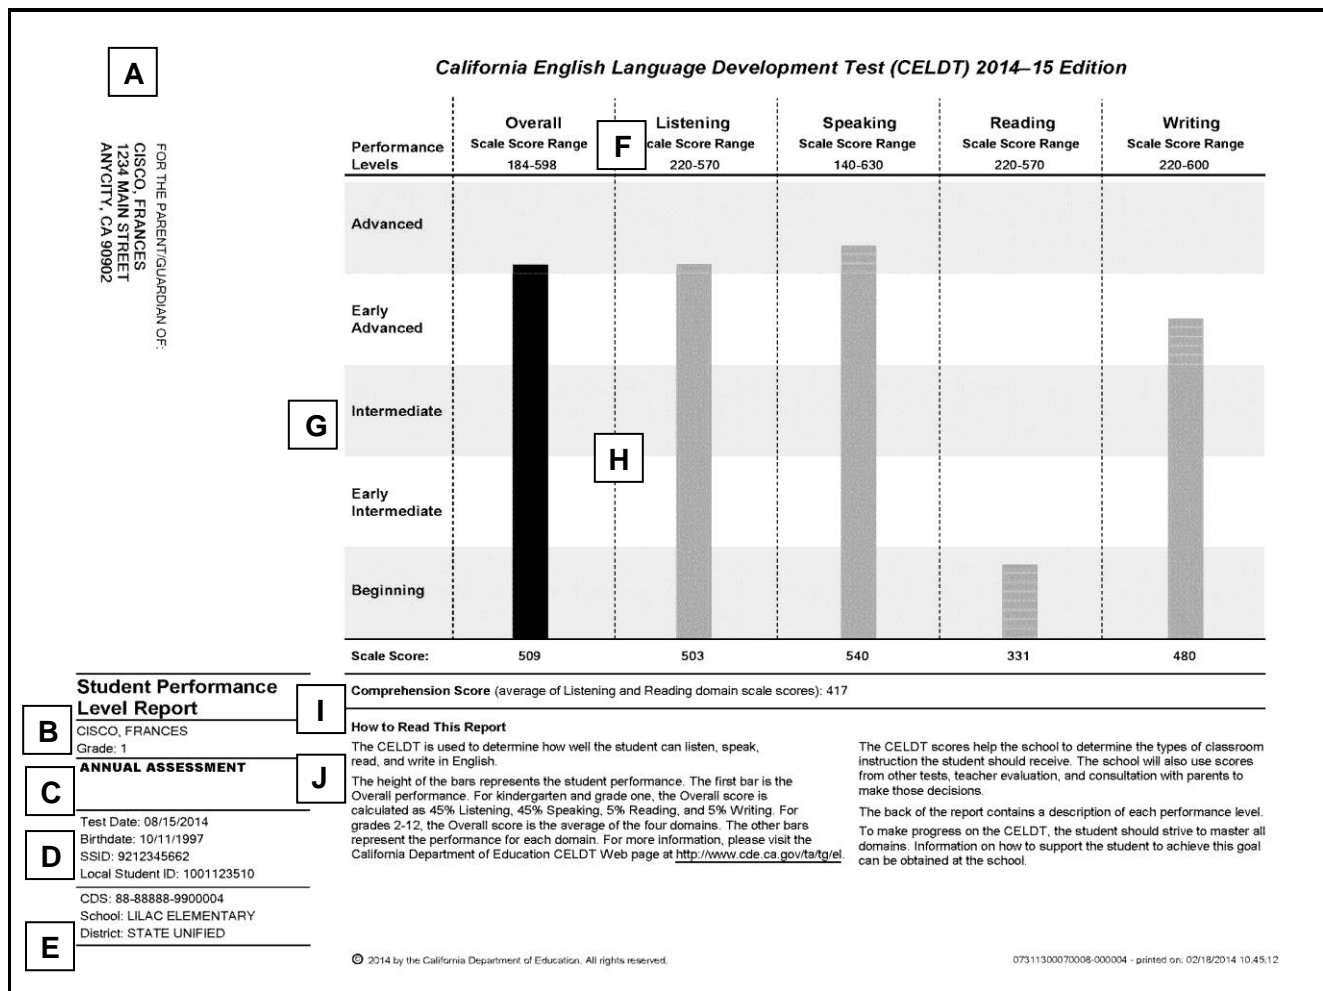 A
FOR THE PARENT/GUARDIAN OF:
CISCO, FRANCES
1234 MAIN STREET
ANYCITY, CA 90902
California English Language Development Test (CELDT) 2014–15 Edition
Performance
Levels
Overall
Scale Score Range
184-598
F
Listening
cale Score Range
220-570
Speaking
Scale Score Range
140-630
Reading
Scale Score Range
220-570
Writing
Scale Score Range
220-600
Advanced
Early
Advanced
G
Intermediate
H
Early
Intermediate
Beginning
Scale Score: 509 503 540 331 480
I
Comprehension Score (average of Listening and Reading domain scale scores): 417
Student Performance
Level Report
B
CISCO, FRANCES
Grade: 1
C
ANNUAL ASSESSMENT
D
Test Date: 08/15/2014
Birthdate: 10/11/1997
SSID: 9212345662
Local Student ID: 1001123510
E
CDS: 88-88888-9900004
School: LILAC ELEMENTARY
District: STATE UNIFIED
J
How to Read This Report
The CELDT is used to determine how well the student can listen, speak,
read, and write in English.
The height of the bars represents the student performance. The first bar is the
Overall performance. For kindergarten and grade one, the Overall score is
calculated as 45% Listening, 45% Speaking, 5% Reading, and 5% Writing. For
grades 2-12, the Overall score is the average of the four domains. The other bars
represent the performance for each domain. For more information, please visit the
California Department of Education CELDT Web page at http://www.cde.ca.gov/ta/tg/el.
The CELDT scores help the school to determine the types of classroom
instruction the student should receive. The school will also use scores
from other tests, teacher evaluation, and consultation with parents to
make those decisions.
The back of the report contains a description of each performance level.
To make progress on the CELDT, the student should strive to master all
domains. Information on how to support the student to achieve this goal
can be obtained at the school.
© 2014 by the California Department of Education. All rights reserved.
07311300070008-000004 - printed on: 02/18/2014 10.45.12